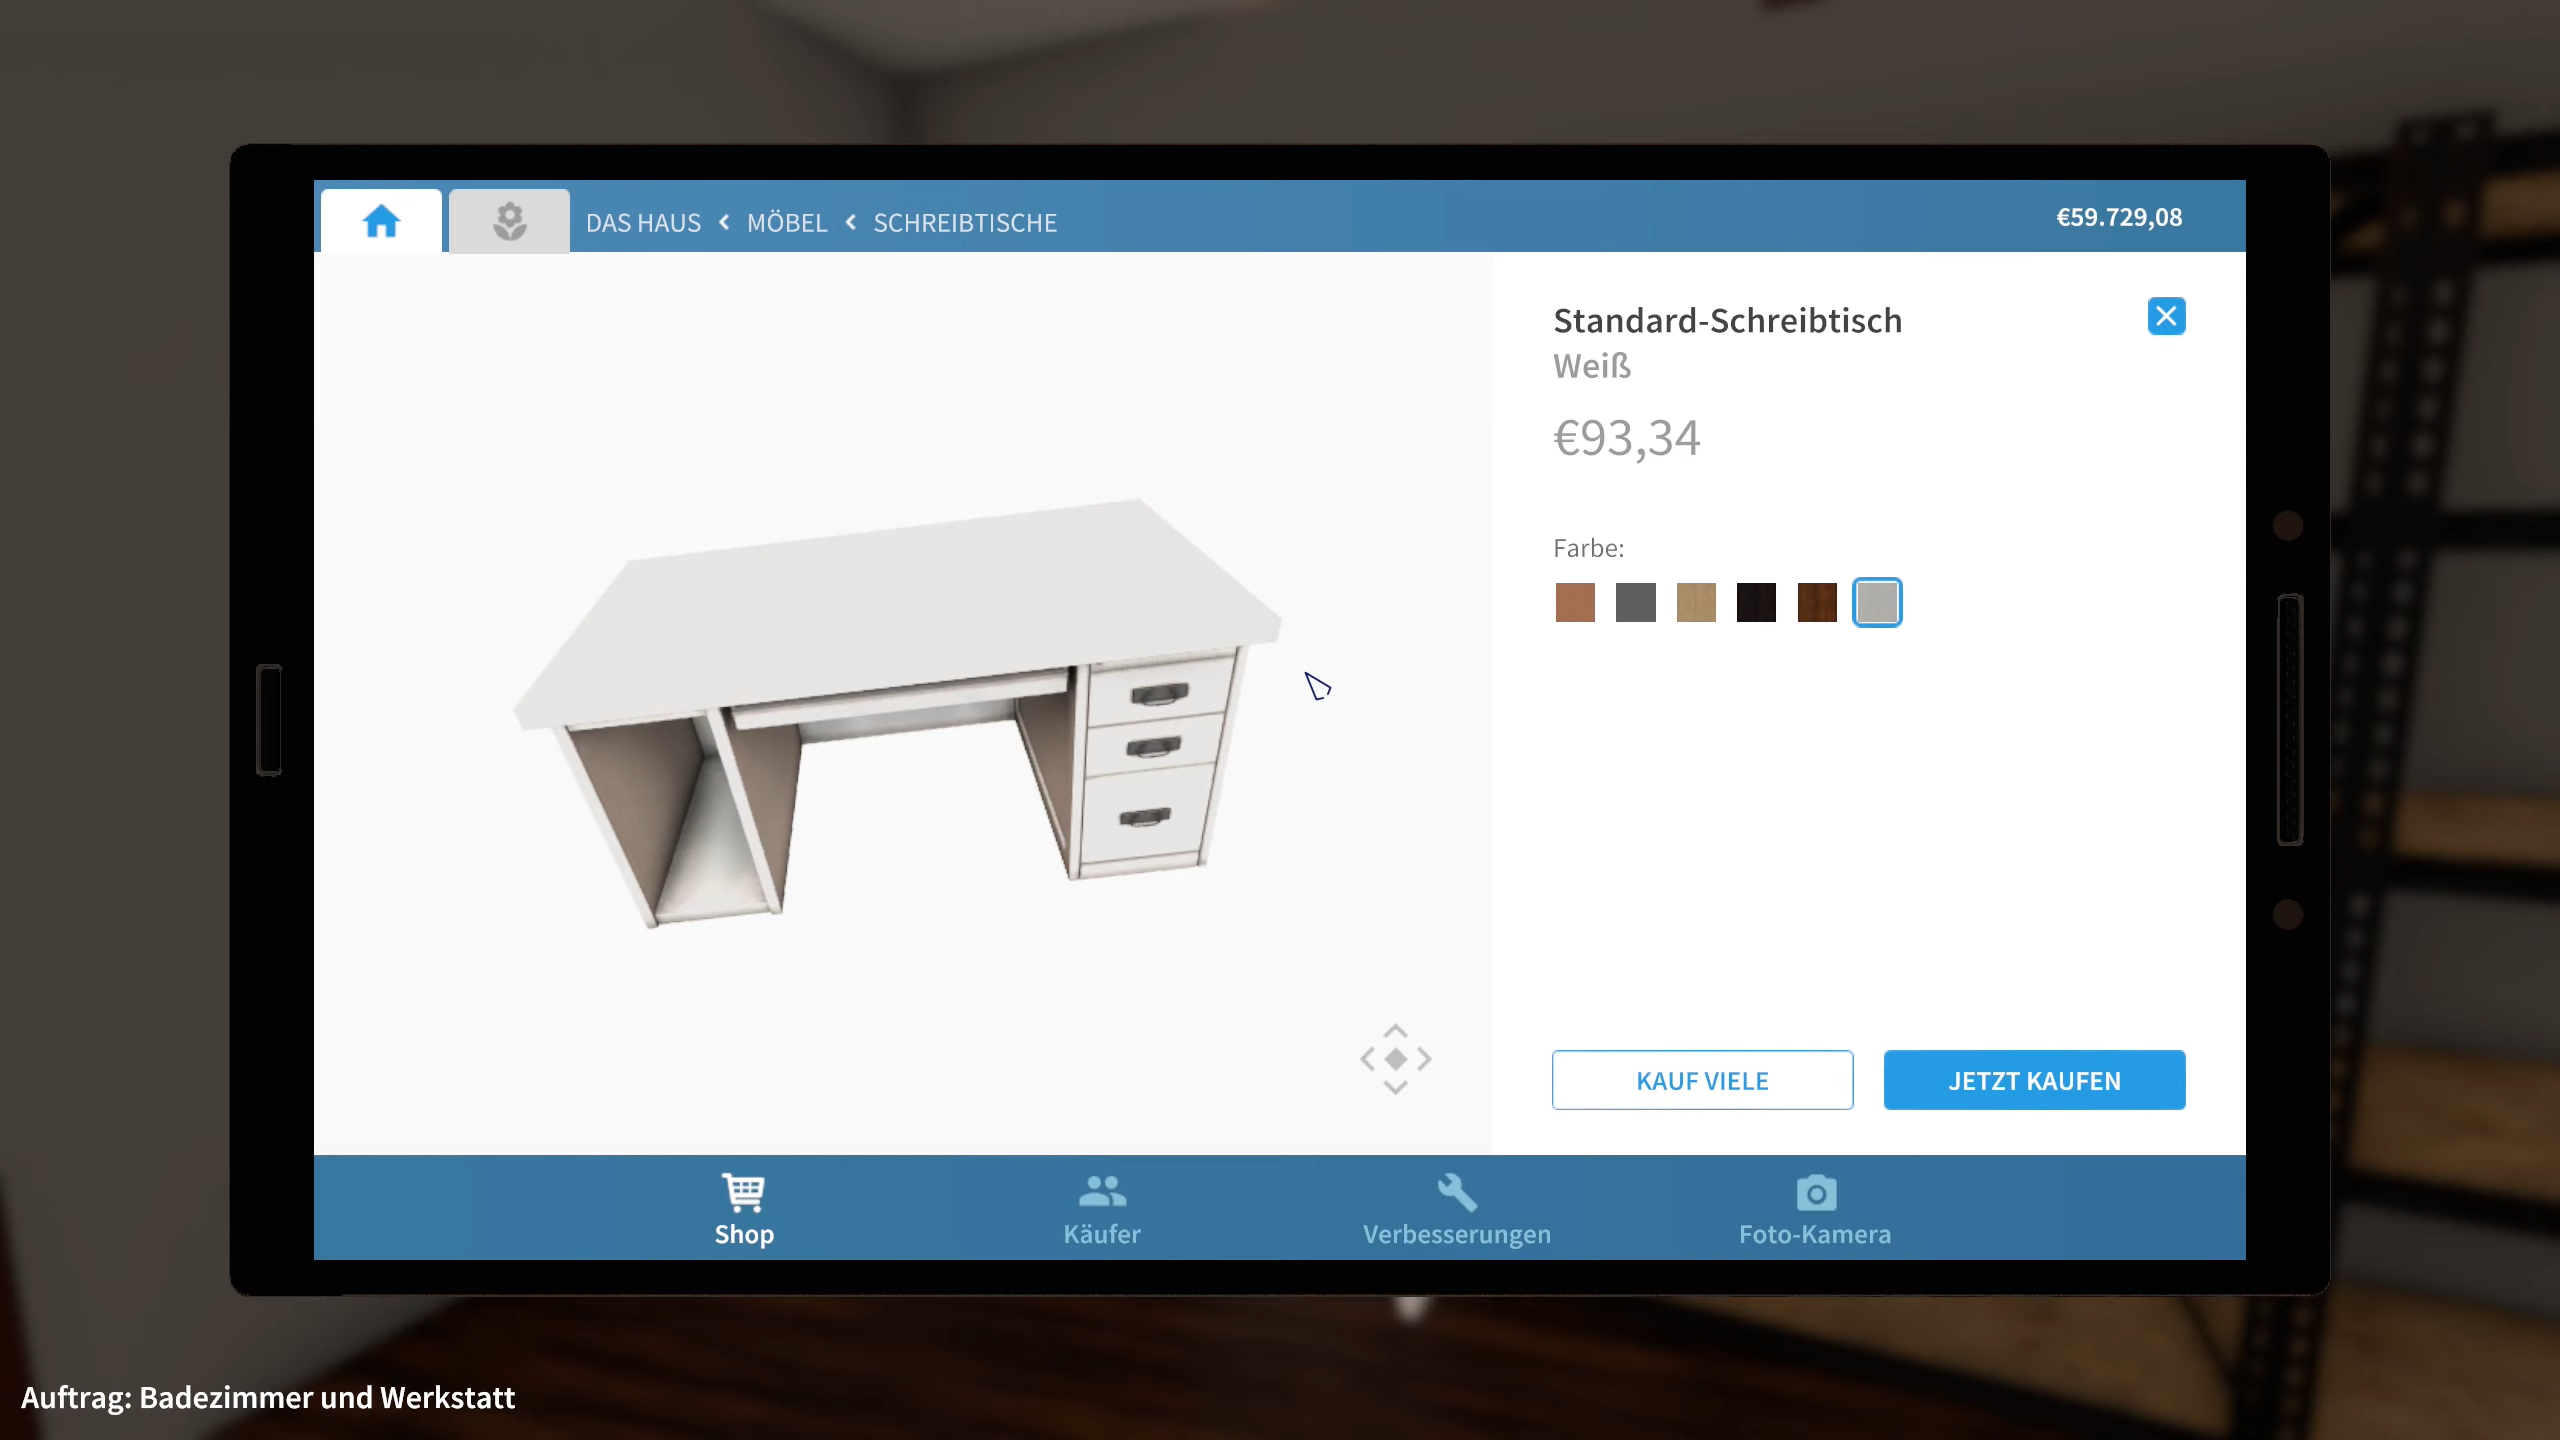 DAS HAUS
MÖBEL
SCHREIBTISCHE
€59.729,08
Standard-Schreibtisch
Weiß
€93,34
Farbe:
KAUF VIELE
JETZT KAUFEN
Shop
Käufer
Verbesserungen
Foto-Kamera
Auftrag: Badezimmer und Werkstatt